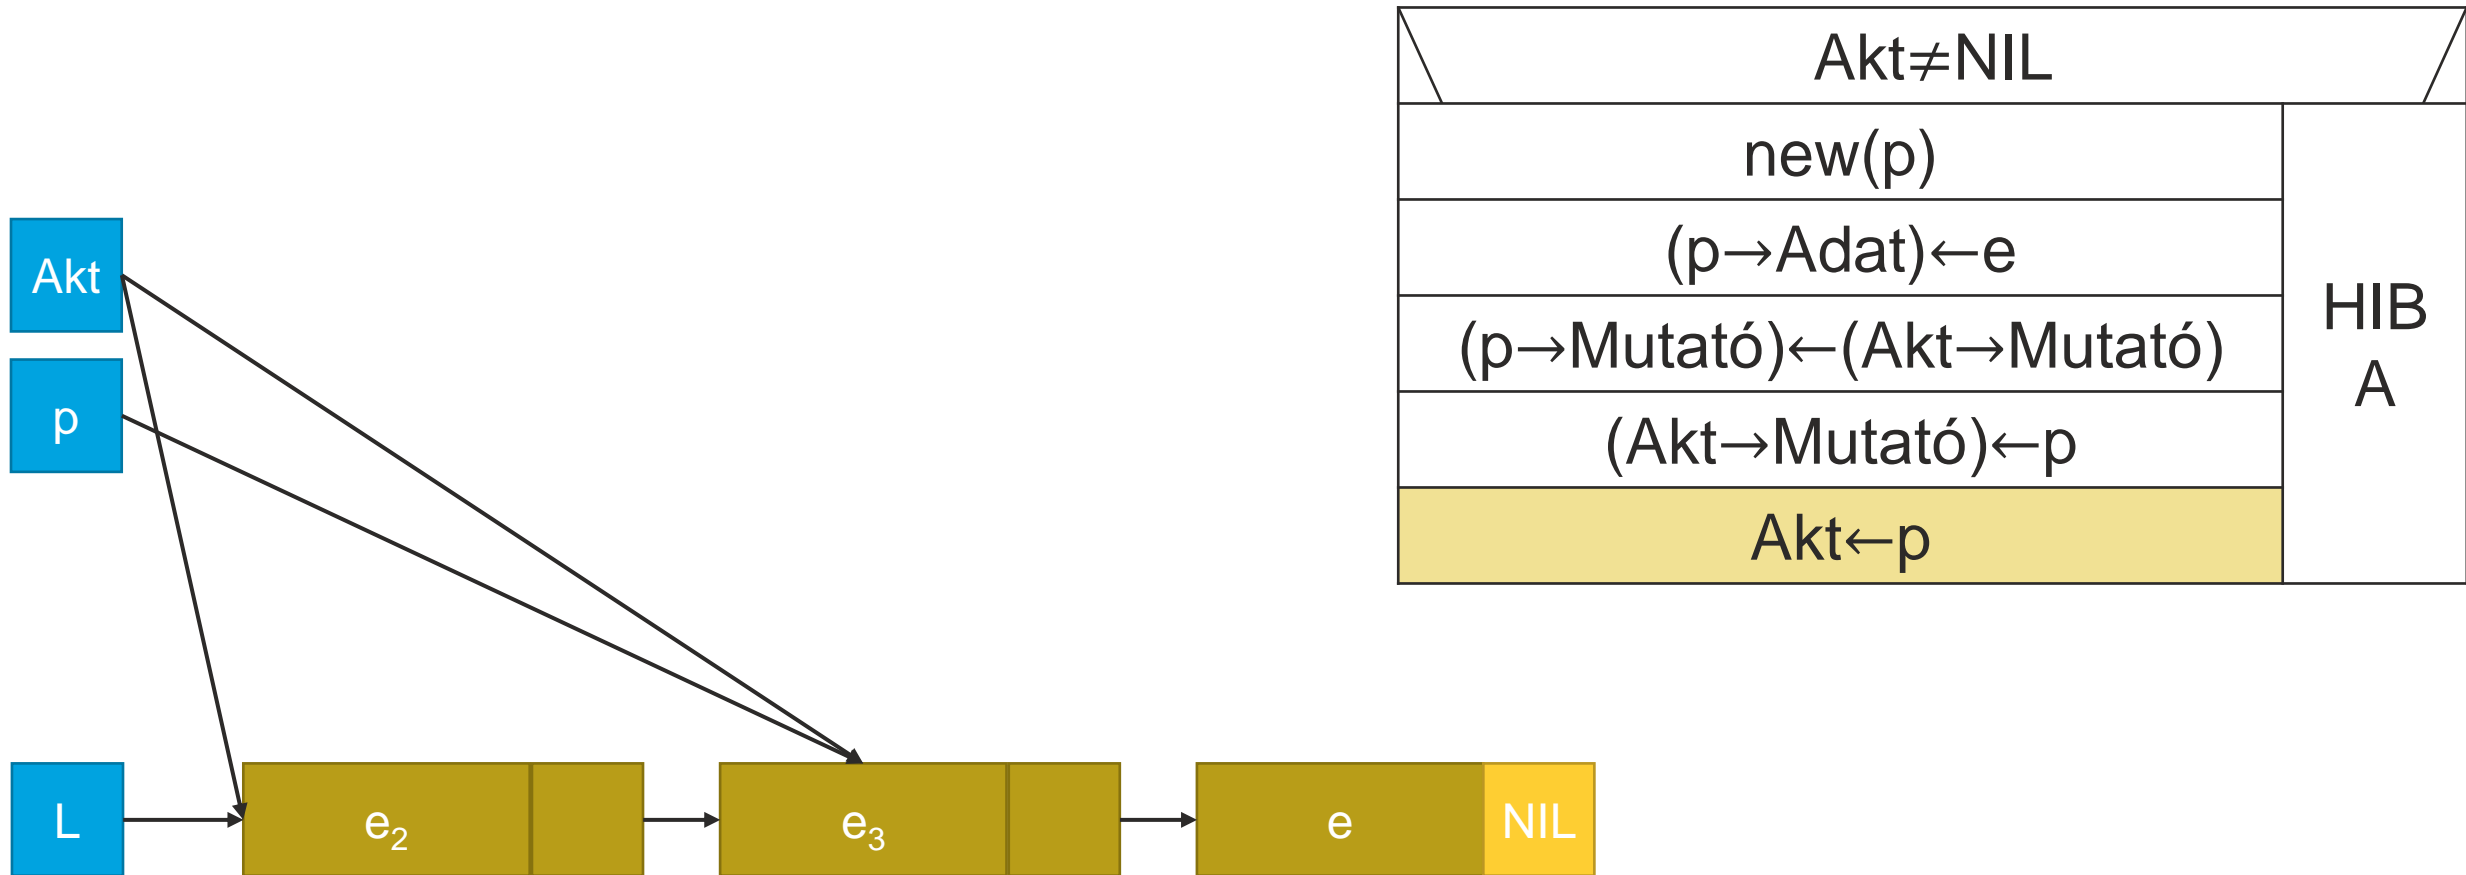 Akt≠NIL
new(p)
(p→Adat)←e
(p→Mutató)←(Akt→Mutató)
(Akt→Mutató)←p
Akt←p
HIB
A
Akt
p
L
e₂
e₃
e
NIL